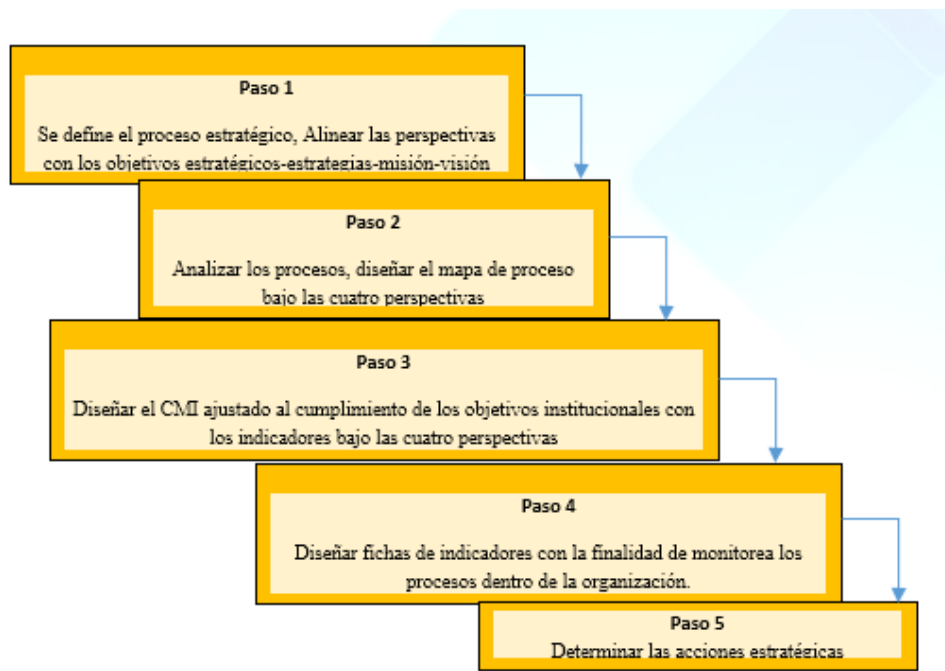 Paso 1
Se define el proceso estratégico, Alinear las perspectivas
con los objetivos estratégicos-estrategias-misión-visión
Paso 2
Analizar los procesos, diseñar el mapa de proceso
bajo las cuatro perspectivas
Paso 3
Diseñar el CMI ajustado al cumplimiento de los objetivos institucionales con
los indicadores bajo las cuatro perspectivas
Paso 4
Diseñar fichas de indicadores con la finalidad de monitorea los
procesos dentro de la organización.
Paso 5
Determinar las acciones estratégicas